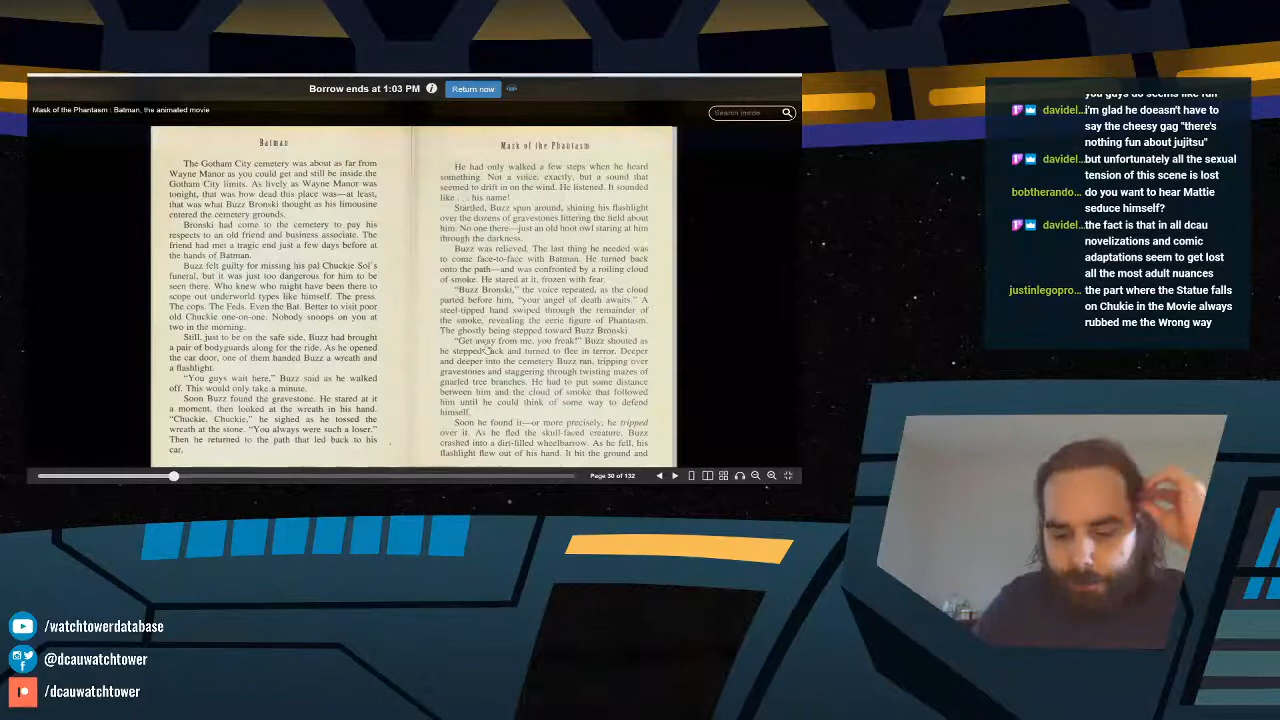 Borrow ends at 1:03 PM
Return now
Mask of the Phantasm : Batman, the animated movie
Search inside
Batman
The Gotham City cemetery was about as far from
Wayne Manor as you could get and still be inside the
Gotham City limits. As lively as Wayne Manor was
tonight, that was how dead this place was—at least,
that was what Buzz Bronski thought as his limousine
entered the cemetery grounds.
Bronski had come to the cemetery to pay his
respects to an old friend and business associate. The
friend had met a tragic end just a few days before at
the hands of Batman.
Buzz felt guilty for missing his pal Chuckie Sol's
funeral, but it was just too dangerous for him to be
seen there. Who knew who might have been there to
scope out underworld types like himself. The press.
The cops. The Feds. Even the Bat. Better to visit poor
old Chuckie one-on-one. Nobody snoops on you at
two in the morning.
Still, just to be on the safe side, Buzz had brought
a pair of bodyguards along for the ride. As he opened
the car door, one of them handed Buzz a wreath and
a flashlight.
"You guys wait here," Buzz said as he walked
off. This would only take a minute.
Soon Buzz found the gravestone. He stared at it
a moment, then looked at the wreath in his hand.
"Chuckie, Chuckie," he sighed as he tossed the
wreath at the stone. "You always were such a loser."
Then he returned to the path that led back to his
car.
Mask of the Phantasm
He had only walked a few steps when he heard
something. Not a voice, exactly, but a sound that
seemed to drift in on the wind. He listened. It sounded
like . . . his name!
Startled, Buzz spun around, shining his flashlight
over the dozens of gravestones littering the field about
him. No one there—just an old hoot owl staring at him
through the darkness.
Buzz was relieved. The last thing he needed was
to come face-to-face with Batman. He turned back
onto the path—and was confronted by a roiling cloud
of smoke. He stared at it, frozen with fear.
"Buzz Bronski," the voice repeated, as the cloud
parted before him, "your angel of death awaits." A
steel-tipped hand swiped through the remainder of
the smoke, revealing the eerie figure of Phantasm.
The ghostly being stepped toward Buzz Bronski.
"Get away from me, you freak!" Buzz shouted as
he stepped back and turned to flee in terror. Deeper
and deeper into the cemetery Buzz ran, tripping over
gravestones and staggering through twisting mazes of
gnarled tree branches. He had to put some distance
between him and the cloud of smoke that followed
him until he could think of some way to defend
himself.
Soon he found it—or more precisely, he tripped
over it. As he fled the skull-faced creature, Buzz
crashed into a dirt-filled wheelbarrow. As he fell, his
flashlight flew out of his hand. It hit the ground and
Page 30 of 132
you guys do seems like fun
davidel... i'm glad he doeasn't have to
say the cheesy gag "there's
nothing fun about jujitsu"
davidel... but unfortunately all the sexual
tension of this scene is lost
bobtherando... do you want to hear Mattie
seduce himself?
davidel... the fact is that in all dcau
novelizations and comic
adaptations seem to get lost
all the most adult nuances
justinlegopro... the part where the Statue falls
on Chukie in the Movie always
rubbed me the Wrong way
/watchtowerdatabase
@dcauwatchtower
/dcauwatchtower